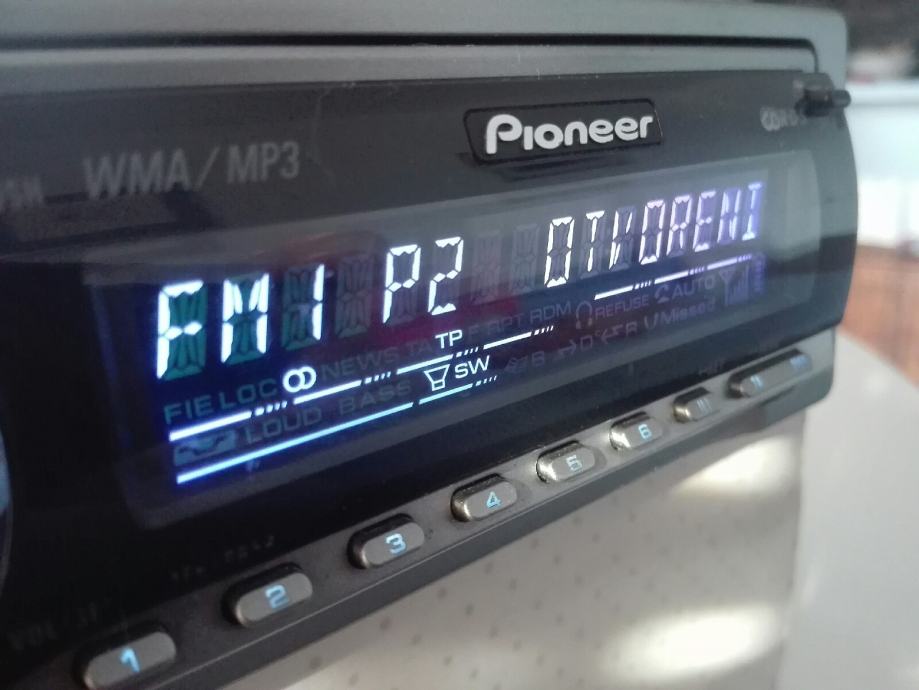 Pioneer
WMA/MP3
FM1 P2 OTVORENI
NEWS TP RPT RDM REFUSE AUTO
FIE LOC
LOUD BASS SW R D R Missed
1 2 3 4 5 6